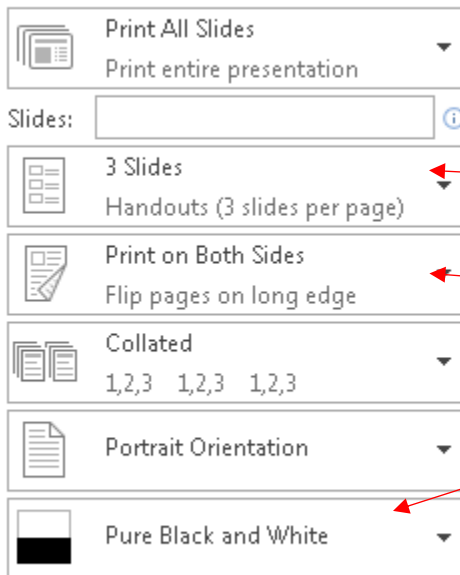 Print All Slides
Print entire presentation
Slides:
3 Slides
Handouts (3 slides per page)
Print on Both Sides
Flip pages on long edge
Collated
1,2,3 1,2,3 1,2,3
Portrait Orientation
Pure Black and White